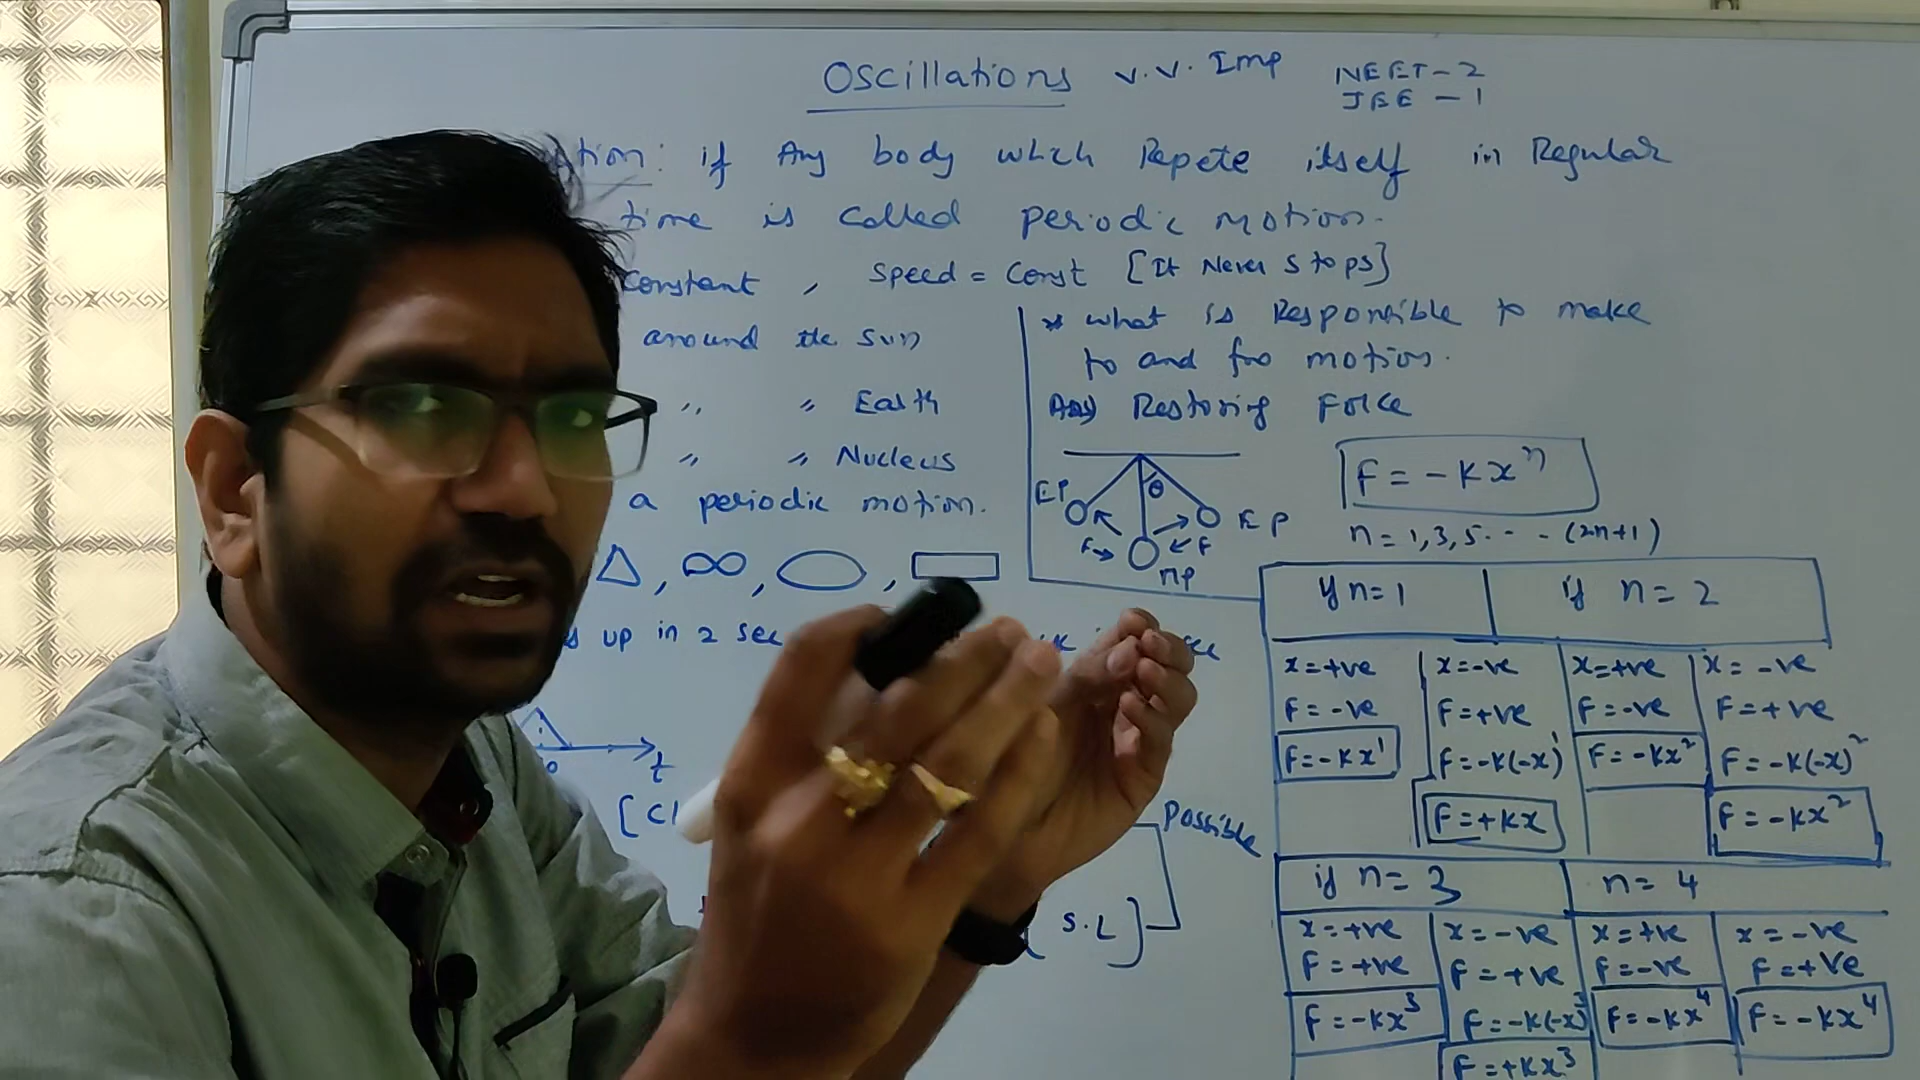 Oscillations v.v. Imp NEET-2
JEE - 1
if Any body which Repete itself in Regular
time is called periodic motion.
Constant , Speed = Const [It Never stops]
around the sun
" " Earth
" " Nucleus
a periodic motion.
up in 2 sec
t
Possible
[ S.L ]
* what is Responsible to make
to and fro motion.
Ans) Restoring Force
EP θ EP
F F
MP
F = -kx^n
n = 1,3,5 - - - (2n+1)
if n=1 if n=2
x=+ve x=-ve x=+ve x=-ve
F=-ve F=+ve F=-ve F=+ve
F=-kx^1 F=-k(-x)^1 F=-kx^2 F=-k(-x)^2
F=+kx F=-kx^2
if n=3 n=4
x=+ve x=-ve x=+ve x=-ve
F=+ve F=+ve F=-ve F=+ve
F=-kx^3 F=-k(-x)^3 F=-kx^4 F=-kx^4
F=+kx^3